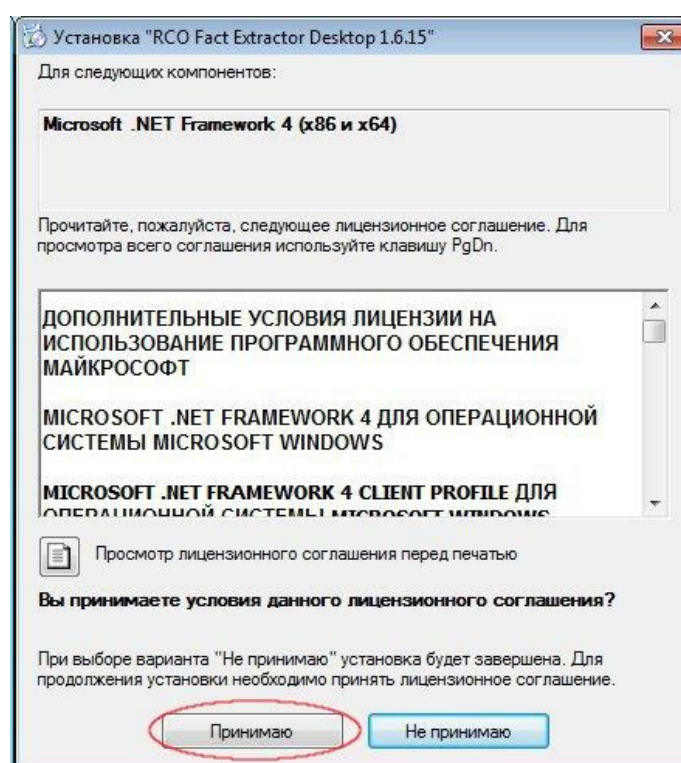 Установка "RCO Fact Extractor Desktop 1.6.15"
Для следующих компонентов:
Microsoft .NET Framework 4 (x86 и x64)
Прочитайте, пожалуйста, следующее лицензионное соглашение. Для
просмотра всего соглашения используйте клавишу PgDn.
ДОПОЛНИТЕЛЬНЫЕ УСЛОВИЯ ЛИЦЕНЗИИ НА
ИСПОЛЬЗОВАНИЕ ПРОГРАММНОГО ОБЕСПЕЧЕНИЯ
МАЙКРОСОФТ
MICROSOFT .NET FRAMEWORK 4 ДЛЯ ОПЕРАЦИОННОЙ
СИСТЕМЫ MICROSOFT WINDOWS
MICROSOFT .NET FRAMEWORK 4 CLIENT PROFILE ДЛЯ
ОПЕРАЦИОННОЙ СИСТЕМЫ MICROSOFT WINDOWS
Просмотр лицензионного соглашения перед печатью
Вы принимаете условия данного лицензионного соглашения?
При выборе варианта "Не принимаю" установка будет завершена. Для
продолжения установки необходимо принять лицензионное соглашение.
Принимаю
Не принимаю